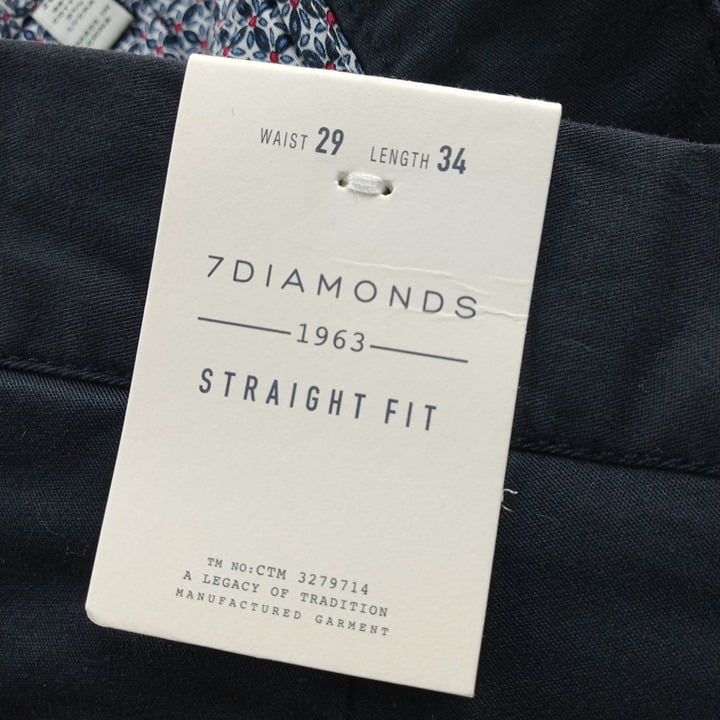 WAIST 29 LENGTH 34
7DIAMONDS
1963
STRAIGHT FIT
TM NO:CTM 3279714
A LEGACY OF TRADITION
MANUFACTURED GARMENT